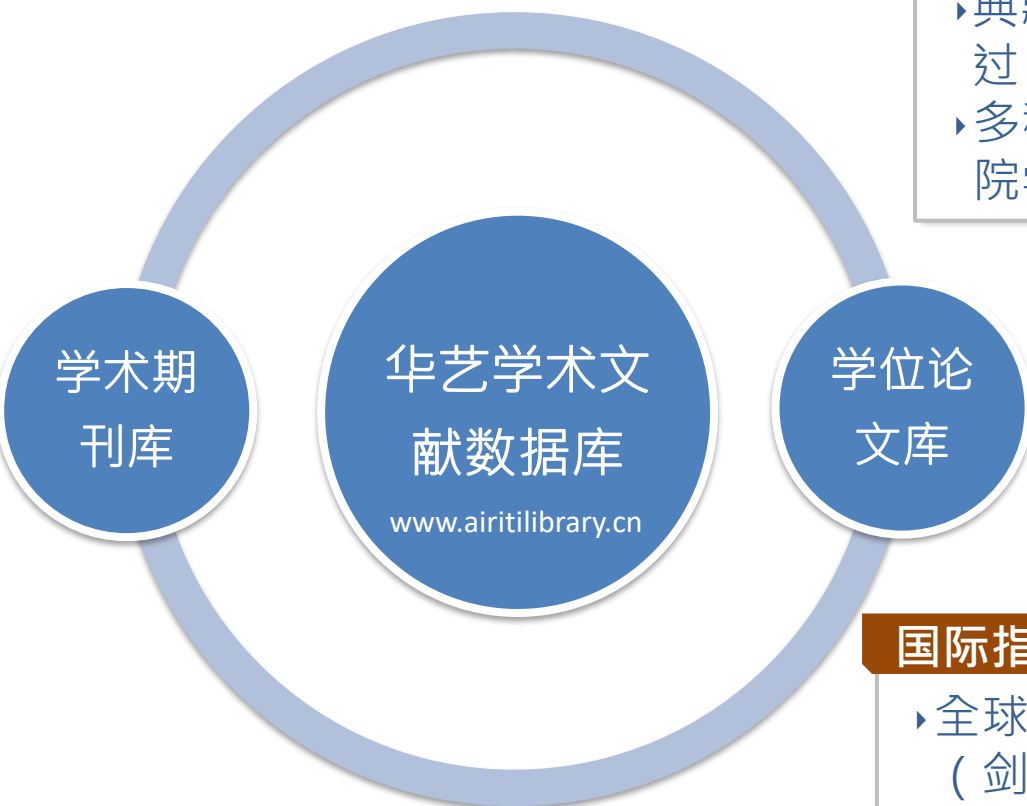 过
多
院
学术期
刊库
华艺学术文
献数据库
www.airitilibrary.cn
学位论
文库
国际指
全球
(剑